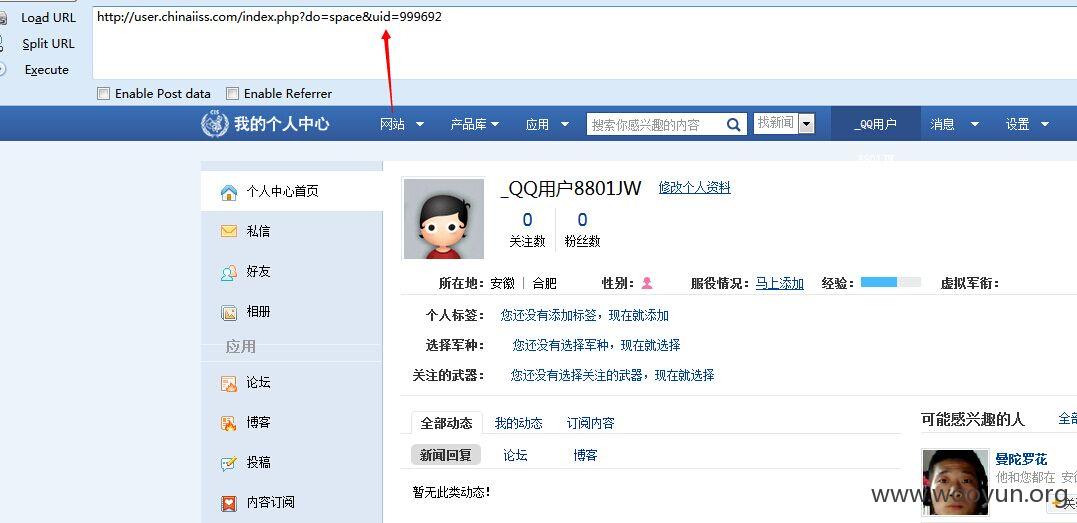 Load URL
http://user.chinaiiss.com/index.php?do=space&uid=999692
Split URL
Execute
Enable Post data Enable Referrer
我的个人中心 网站 产品库 应用 搜索你感兴趣的内容 找新闻 _QQ用户 消息 设置
个人中心首页
私信
好友
相册
应用
论坛
博客
投稿
内容订阅
_QQ用户8801JW 修改个人资料
0 0
关注数 粉丝数
所在地: 安徽 | 合肥 性别: 服役情况: 马上添加 经验: 虚拟军衔:
个人标签: 您还没有添加标签，现在就添加
选择军种: 您还没有选择军种，现在就选择
关注的武器: 您还没有选择关注的武器，现在就选择
全部动态 我的动态 订阅内容
新闻回复 论坛 博客
暂无此类动态!
可能感兴趣的人 全部
曼陀罗花
他和您都在 安徽
www.wooyun.org